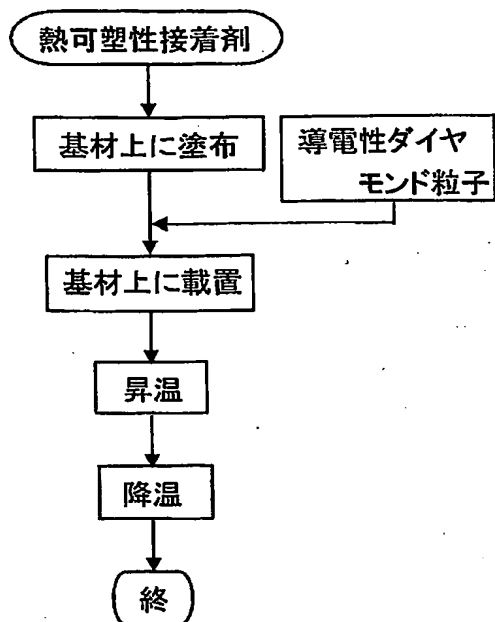 熱可塑性接着剤
基材上に塗布
導電性ダイヤ
モンド粒子
基材上に載置
昇温
降温
終